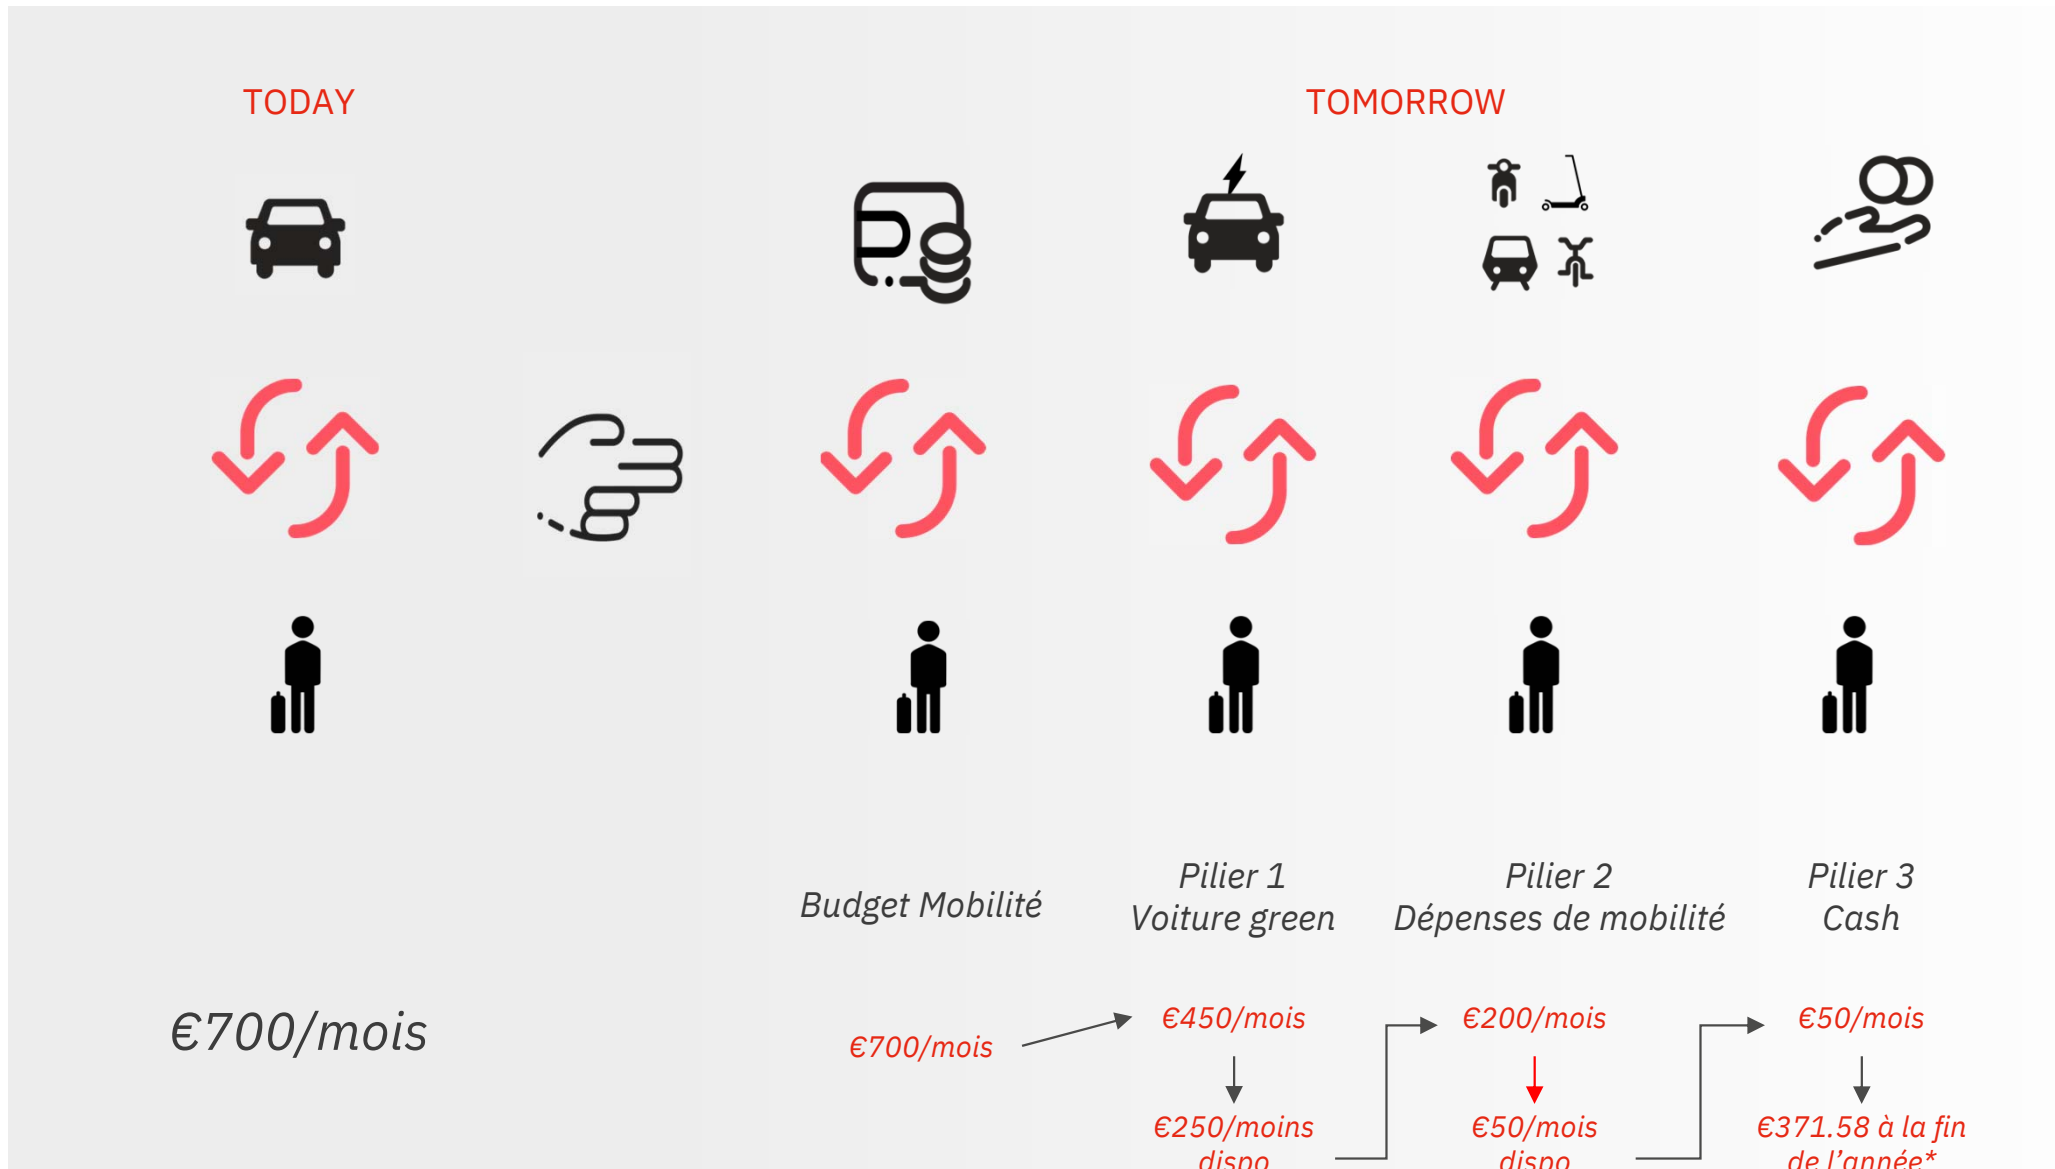 TODAY
TOMORROW
Budget Mobilité
Pilier 1
Voiture green
Pilier 2
Dépenses de mobilité
Pilier 3
Cash
€700/mois
€700/mois
€450/mois
€250/moins
dispo
€200/mois
€50/mois
dispo
€50/mois
€371.58 à la fin
de l'année*